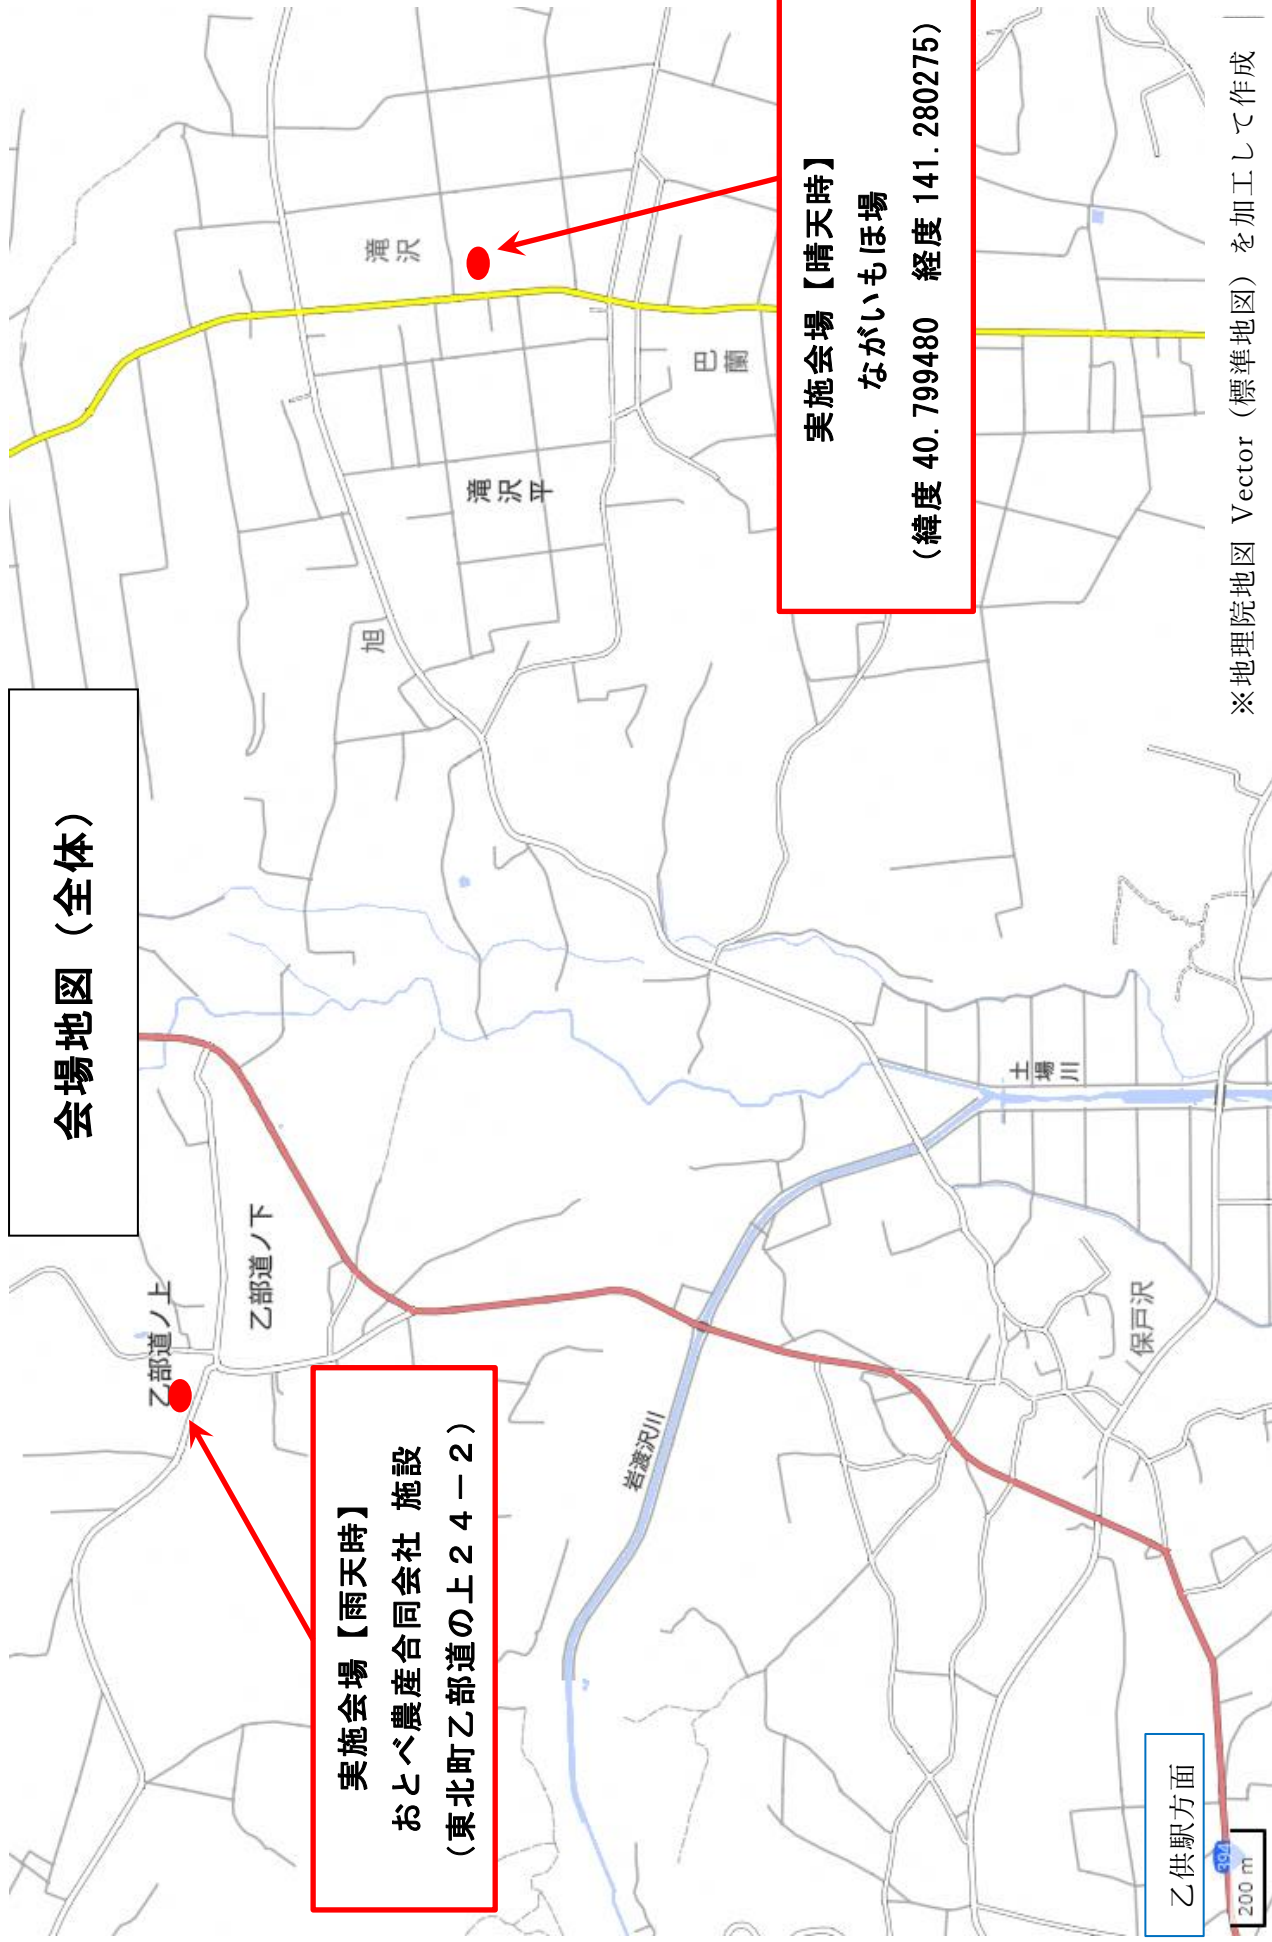 会場地図（全体）
乙部道ノ上
乙部道ノ下
旭
滝沢
滝沢平
巴蘭
実施会場【雨天時】
おとべ農産合同会社 施設
（東北町乙部道の上２４－２）
実施会場【晴天時】
ながいもほ場
（緯度 40.799480 経度 141.280275）
岩渡沢川
土場川
保戸沢
乙供駅方面
394
200 m
※地理院地図 Vector（標準地図）を加工して作成